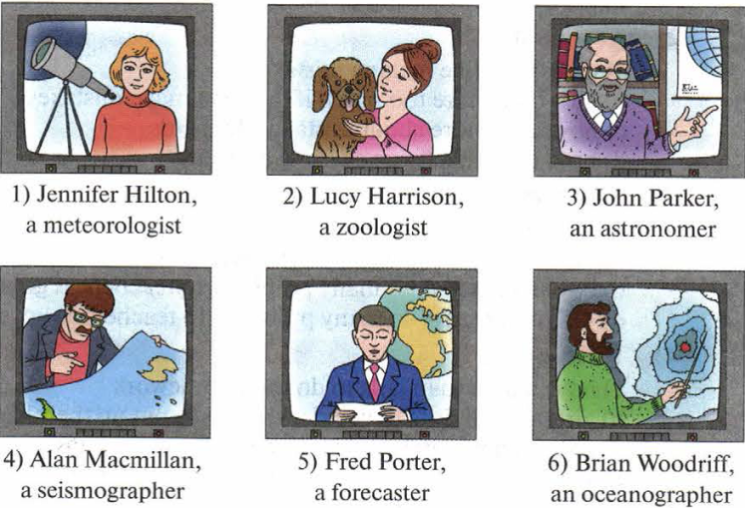 1) Jennifer Hilton,
a meteorologist
2) Lucy Harrison,
a zoologist
3) John Parker,
an astronomer
4) Alan Macmillan,
a seismographer
5) Fred Porter,
a forecaster
6) Brian Woodriff,
an oceanographer